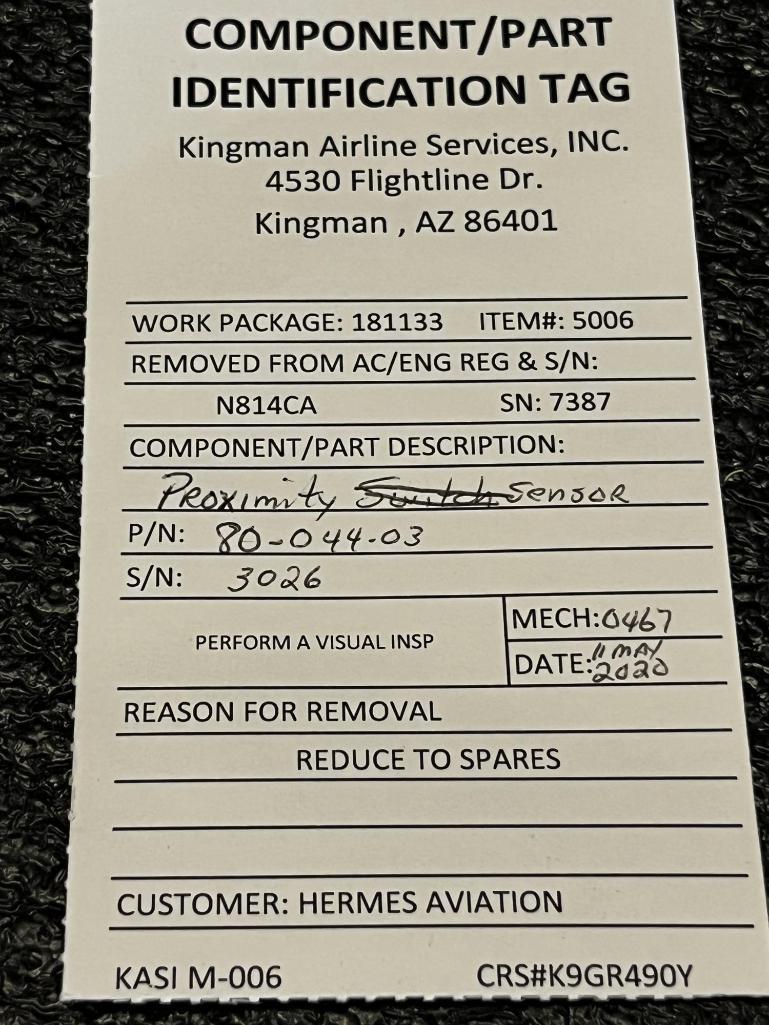 COMPONENT/PART
IDENTIFICATION TAG
Kingman Airline Services, INC.
4530 Flightline Dr.
Kingman , AZ 86401
WORK PACKAGE: 181133 ITEM#: 5006
REMOVED FROM AC/ENG REG & S/N:
N814CA SN: 7387
COMPONENT/PART DESCRIPTION:
Proximity Switch Sensor
P/N: 80-044-03
S/N: 3026
PERFORM A VISUAL INSP
MECH: 0467
DATE: 11 MAY
2020
REASON FOR REMOVAL
REDUCE TO SPARES
CUSTOMER: HERMES AVIATION
KASI M-006 CRS#K9GR490Y